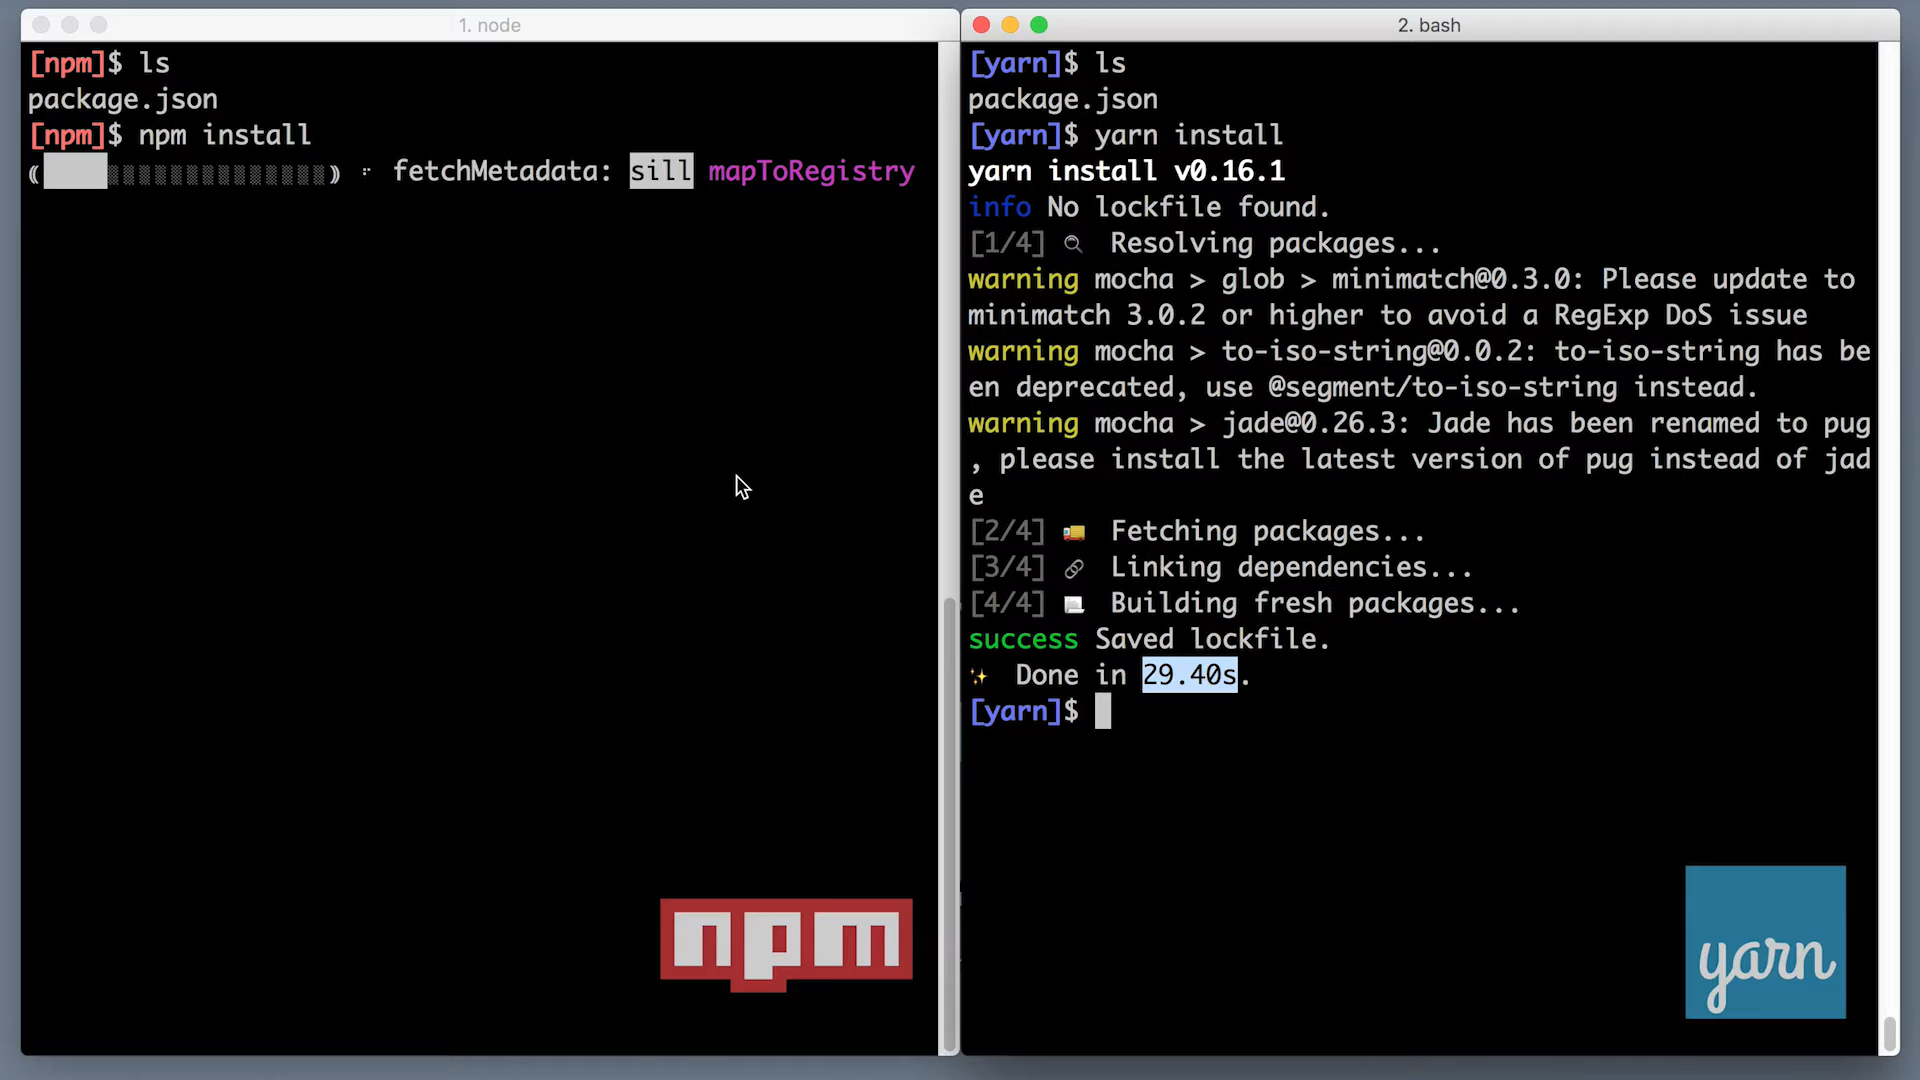 1. node
[npm]$ ls
package.json
[npm]$ npm install
fetchMetadata: sill mapToRegistry
npm
2. bash
[yarn]$ ls
package.json
[yarn]$ yarn install
yarn install v0.16.1
info No lockfile found.
[1/4] 🔍 Resolving packages...
warning mocha > glob > minimatch@0.3.0: Please update to
minimatch 3.0.2 or higher to avoid a RegExp DoS issue
warning mocha > to-iso-string@0.0.2: to-iso-string has be
en deprecated, use @segment/to-iso-string instead.
warning mocha > jade@0.26.3: Jade has been renamed to pug
, please install the latest version of pug instead of jad
e
[2/4] 🚚 Fetching packages...
[3/4] 🔗 Linking dependencies...
[4/4] 📃 Building fresh packages...
success Saved lockfile.
✨ Done in 29.40s.
[yarn]$
yarn